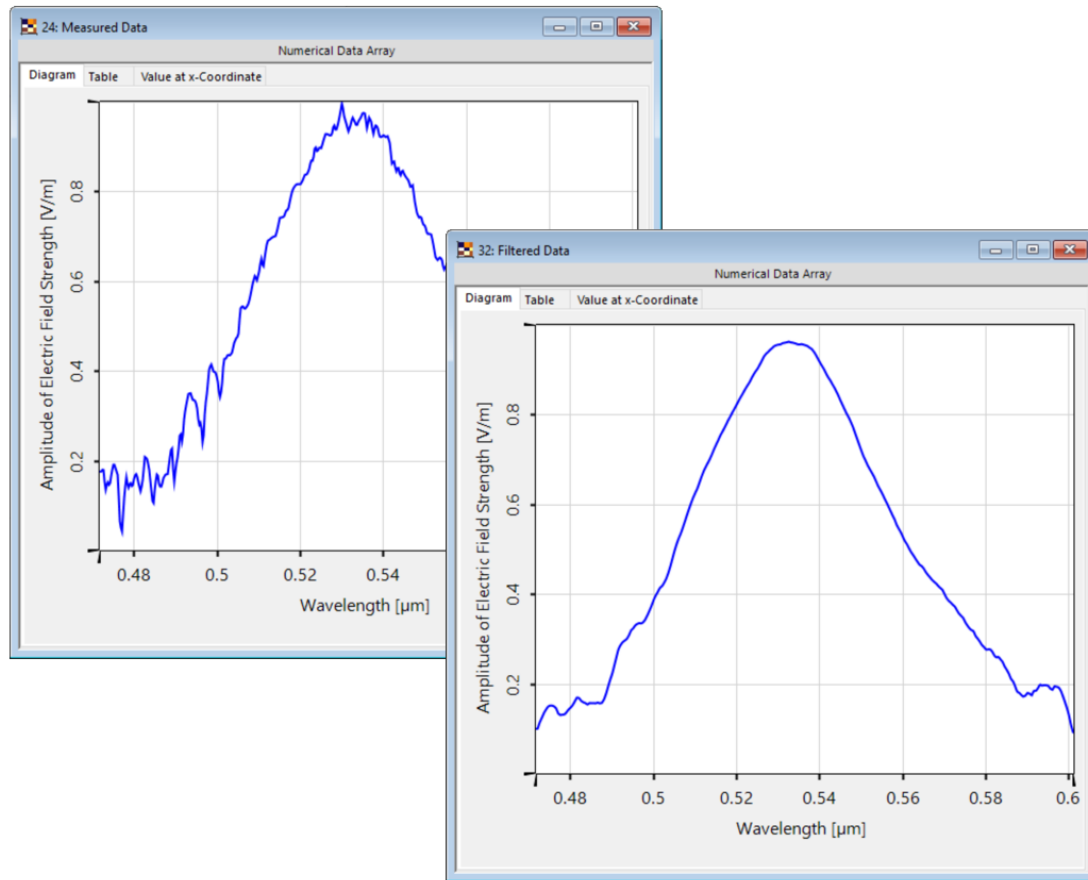 24: Measured Data
Numerical Data Array
Diagram Table Value at x-Coordinate
Amplitude of Electric Field Strength [V/m]
0.8
0.6
0.4
0.2
0.48 0.5 0.52 0.54
Wavelength [µm]
32: Filtered Data
Numerical Data Array
Diagram Table Value at x-Coordinate
Amplitude of Electric Field Strength [V/m]
0.8
0.6
0.4
0.2
0.48 0.5 0.52 0.54 0.56 0.58 0.6
Wavelength [µm]